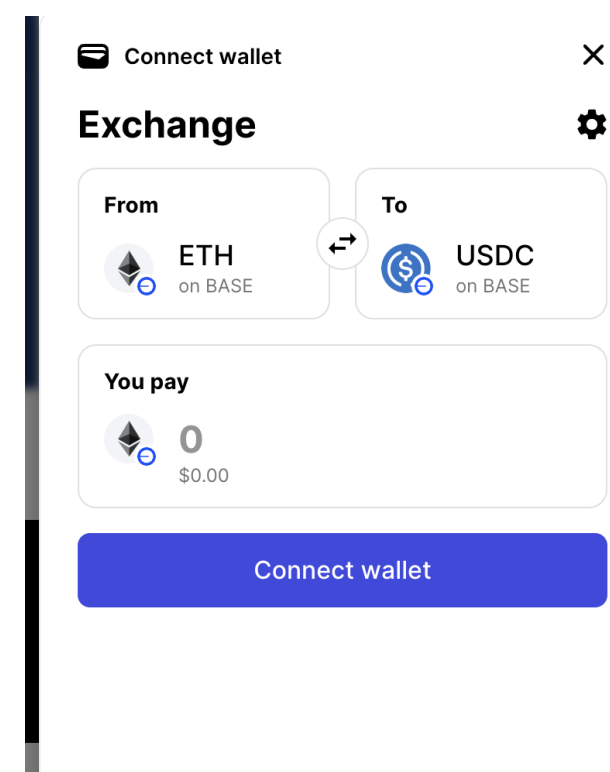 Connect wallet
Exchange
From
ETH
on BASE
To
USDC
on BASE
You pay
0
$0.00
Connect wallet